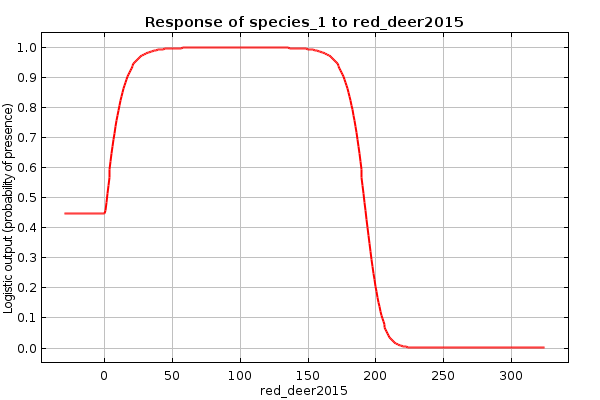 Response of species_1 to red_deer2015
Logistic output (probability of presence)
1.0
0.9
0.8
0.7
0.6
0.5
0.4
0.3
0.2
0.1
0.0
0 50 100 150 200 250 300
red_deer2015